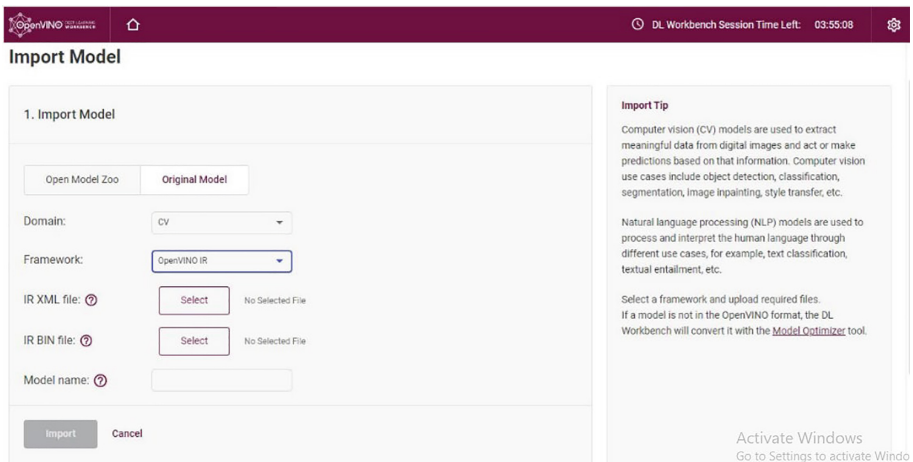 OpenVINO DEEP LEARNING WORKBENCH
DL Workbench Session Time Left: 03:55:08
Import Model
1. Import Model
Open Model Zoo
Original Model
Domain:
CV
Framework:
OpenVINO IR
IR XML file: ?
Select
No Selected File
IR BIN file: ?
Select
No Selected File
Model name: ?
Import
Cancel
Import Tip
Computer vision (CV) models are used to extract
meaningful data from digital images and act or make
predictions based on that information. Computer vision
use cases include object detection, classification,
segmentation, image inpainting, style transfer, etc.
Natural language processing (NLP) models are used to
process and interpret the human language through
different use cases, for example, text classification,
textual entailment, etc.
Select a framework and upload required files.
If a model is not in the OpenVINO format, the DL
Workbench will convert it with the Model Optimizer tool.
Activate Windows
Go to Settings to activate Windo